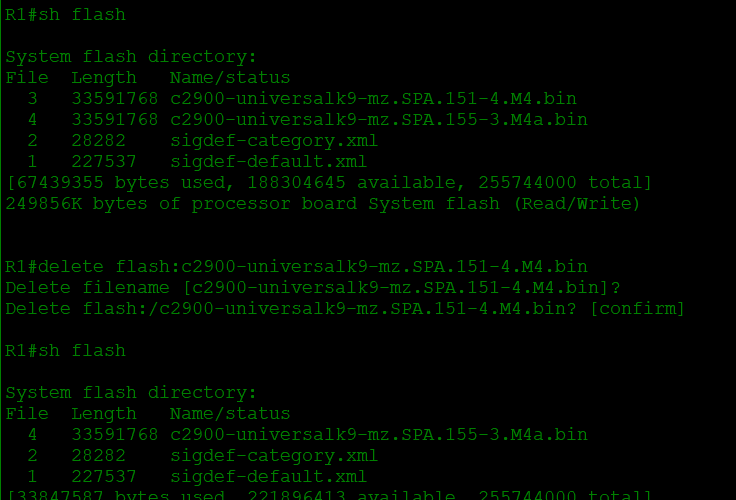 R1#sh flash
System flash directory:
File  Length   Name/status
  3   33591768 c2900-universalk9-mz.SPA.151-4.M4.bin
  4   33591768 c2900-universalk9-mz.SPA.155-3.M4a.bin
  2   28282    sigdef-category.xml
  1   227537   sigdef-default.xml
[67439355 bytes used, 188304645 available, 255744000 total]
249856K bytes of processor board System flash (Read/Write)
R1#delete flash:c2900-universalk9-mz.SPA.151-4.M4.bin
Delete filename [c2900-universalk9-mz.SPA.151-4.M4.bin]?
Delete flash:/c2900-universalk9-mz.SPA.151-4.M4.bin? [confirm]
R1#sh flash
System flash directory:
File  Length   Name/status
  4   33591768 c2900-universalk9-mz.SPA.155-3.M4a.bin
  2   28282    sigdef-category.xml
  1   227537   sigdef-default.xml
[33847587 bytes used, 221896413 available, 255744000 total]